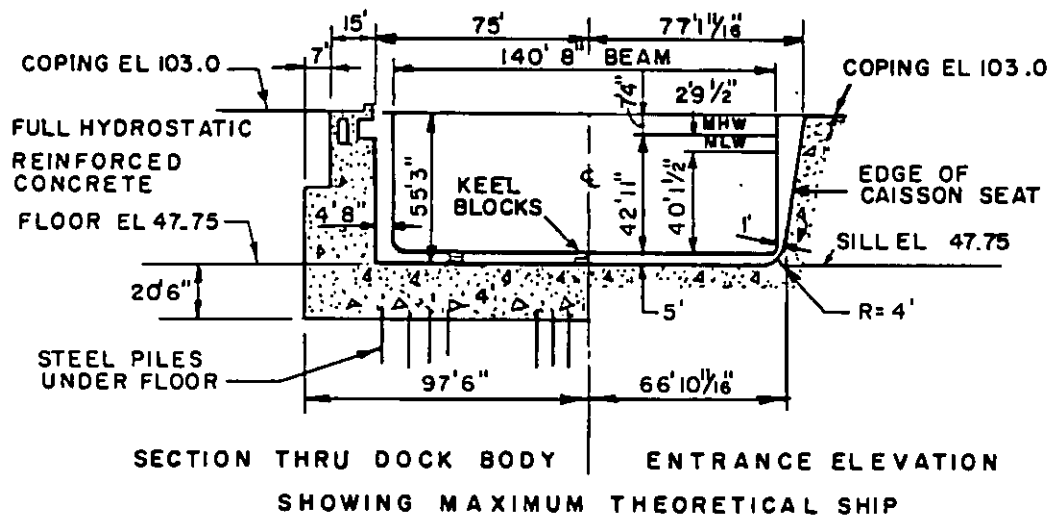 15'
75'
77' 1 11/16"
7'
140' 8" BEAM
COPING EL 103.0
COPING EL 103.0
2' 9 1/2"
MHW
MLW
FULL HYDROSTATIC
REINFORCED
CONCRETE
55' 3"
KEEL
BLOCKS
℄
42' 11"
40' 1 1/2"
EDGE OF
CAISSON SEAT
4' 8"
1'
FLOOR EL 47.75
SILL EL 47.75
20' 6"
5'
R= 4'
STEEL PILES
UNDER FLOOR
97' 6"
66' 10 11/16"
SECTION THRU DOCK BODY
ENTRANCE ELEVATION
SHOWING MAXIMUM THEORETICAL SHIP